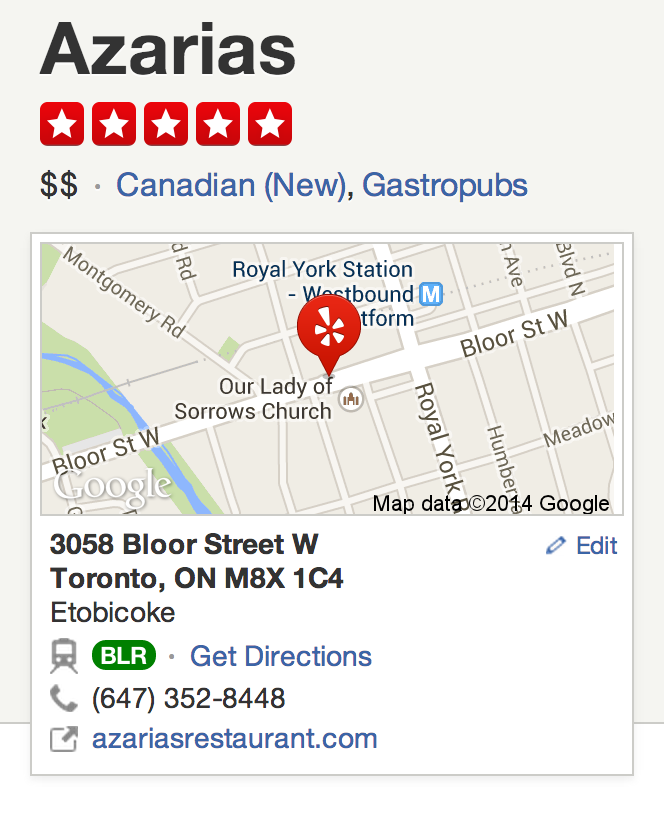 Azarias
$$ · Canadian (New), Gastropubs
Montgomery Rd
d Rd
Royal York Station
- Westbound
tform
M
n Ave
Blvd N
Bloor St W
Our Lady of
Sorrows Church
Royal York
Humber
Meadow
Bloor St W
Google
Map data ©2014 Google
3058 Bloor Street W
Edit
Toronto, ON M8X 1C4
Etobicoke
BLR · Get Directions
(647) 352-8448
azariasrestaurant.com